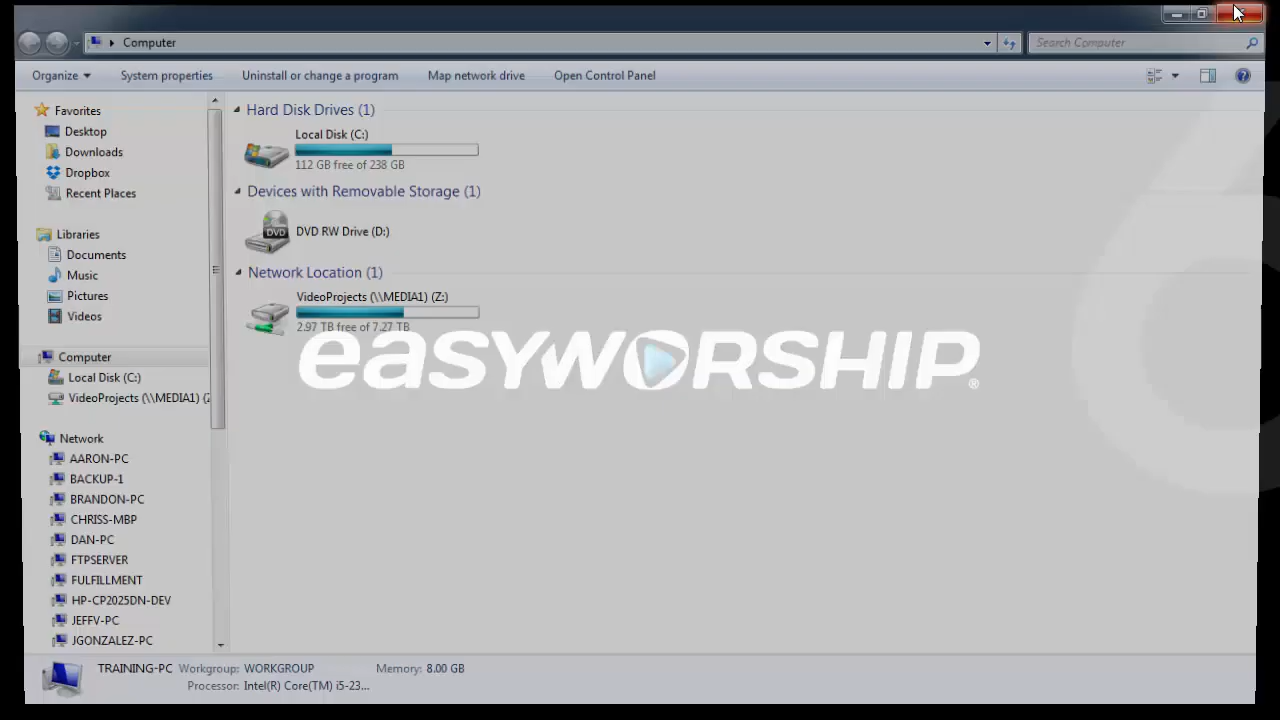 Computer
Search Computer
Organize
System properties
Uninstall or change a program
Map network drive
Open Control Panel
Favorites
Desktop
Downloads
Dropbox
Recent Places
Libraries
Documents
Music
Pictures
Videos
Computer
Local Disk (C:)
VideoProjects (\\MEDIA1) (Z
Network
AARON-PC
BACKUP-1
BRANDON-PC
CHRISS-MBP
DAN-PC
FTPSERVER
FULFILLMENT
HP-CP2025DN-DEV
JEFFV-PC
JGONZALEZ-PC
Hard Disk Drives (1)
Local Disk (C:)
112 GB free of 238 GB
Devices with Removable Storage (1)
DVD
DVD RW Drive (D:)
Network Location (1)
VideoProjects (\\MEDIA1) (Z:)
2.97 TB free of 7.27 TB
easyWORSHIP®
TRAINING-PC Workgroup: WORKGROUP Memory: 8.00 GB
Processor: Intel(R) Core(TM) i5-23...